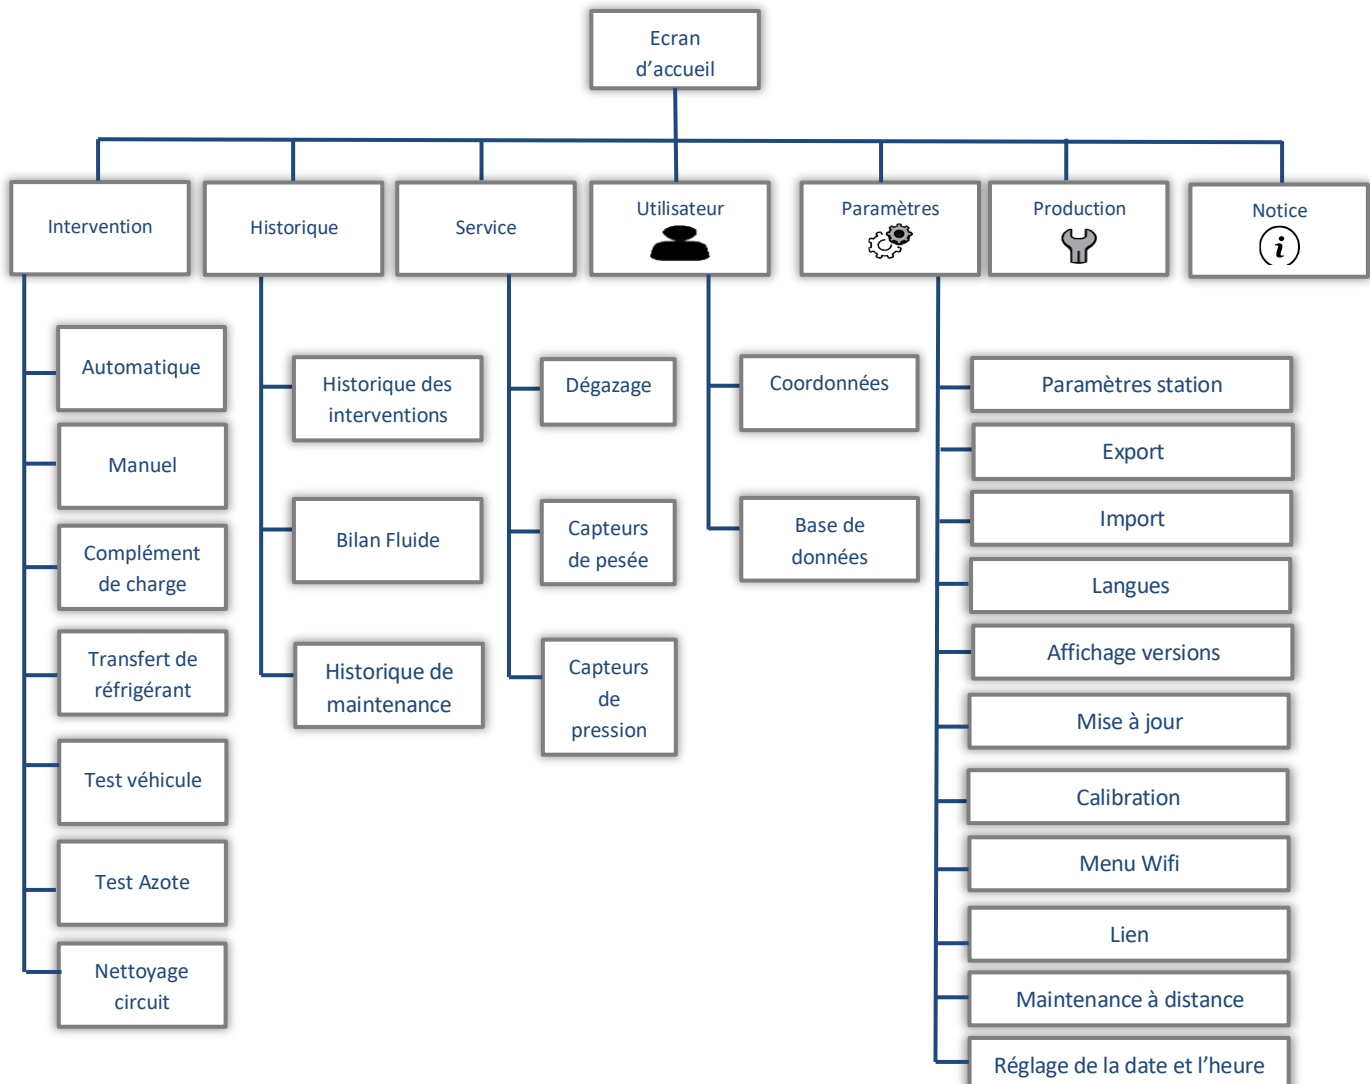 Ecran
d’accueil
Intervention
Historique
Service
Utilisateur
Paramètres
Production
Notice
i
Automatique
Manuel
Complément
de charge
Transfert de
réfrigérant
Test véhicule
Test Azote
Nettoyage
circuit
Historique des
interventions
Bilan Fluide
Historique de
maintenance
Dégazage
Capteurs
de pesée
Capteurs
de
pression
Coordonnées
Base de
données
Paramètres station
Export
Import
Langues
Affichage versions
Mise à jour
Calibration
Menu Wifi
Lien
Maintenance à distance
Réglage de la date et l’heure